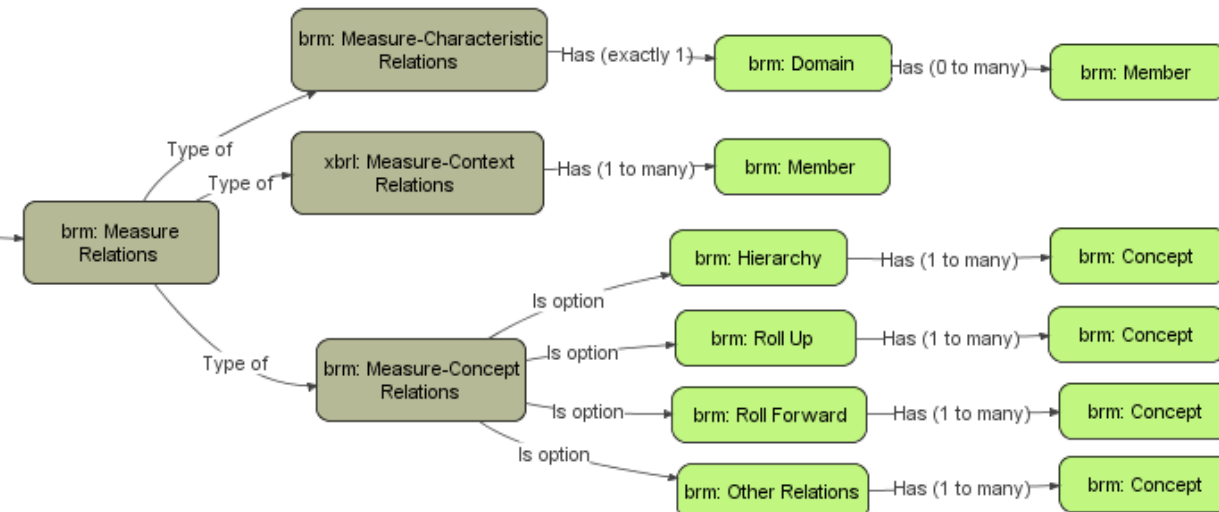 brm: Measure-Characteristic
Relations
Has (exactly 1)
brm: Domain
Has (0 to many)
brm: Member
Type of
xbrl: Measure-Context
Relations
Has (1 to many)
brm: Member
Type of
brm: Measure
Relations
brm: Hierarchy
Has (1 to many)
brm: Concept
Is option
brm: Roll Up
Has (1 to many)
brm: Concept
Is option
Type of
brm: Measure-Concept
Relations
Is option
brm: Roll Forward
Has (1 to many)
brm: Concept
Is option
brm: Other Relations
Has (1 to many)
brm: Concept